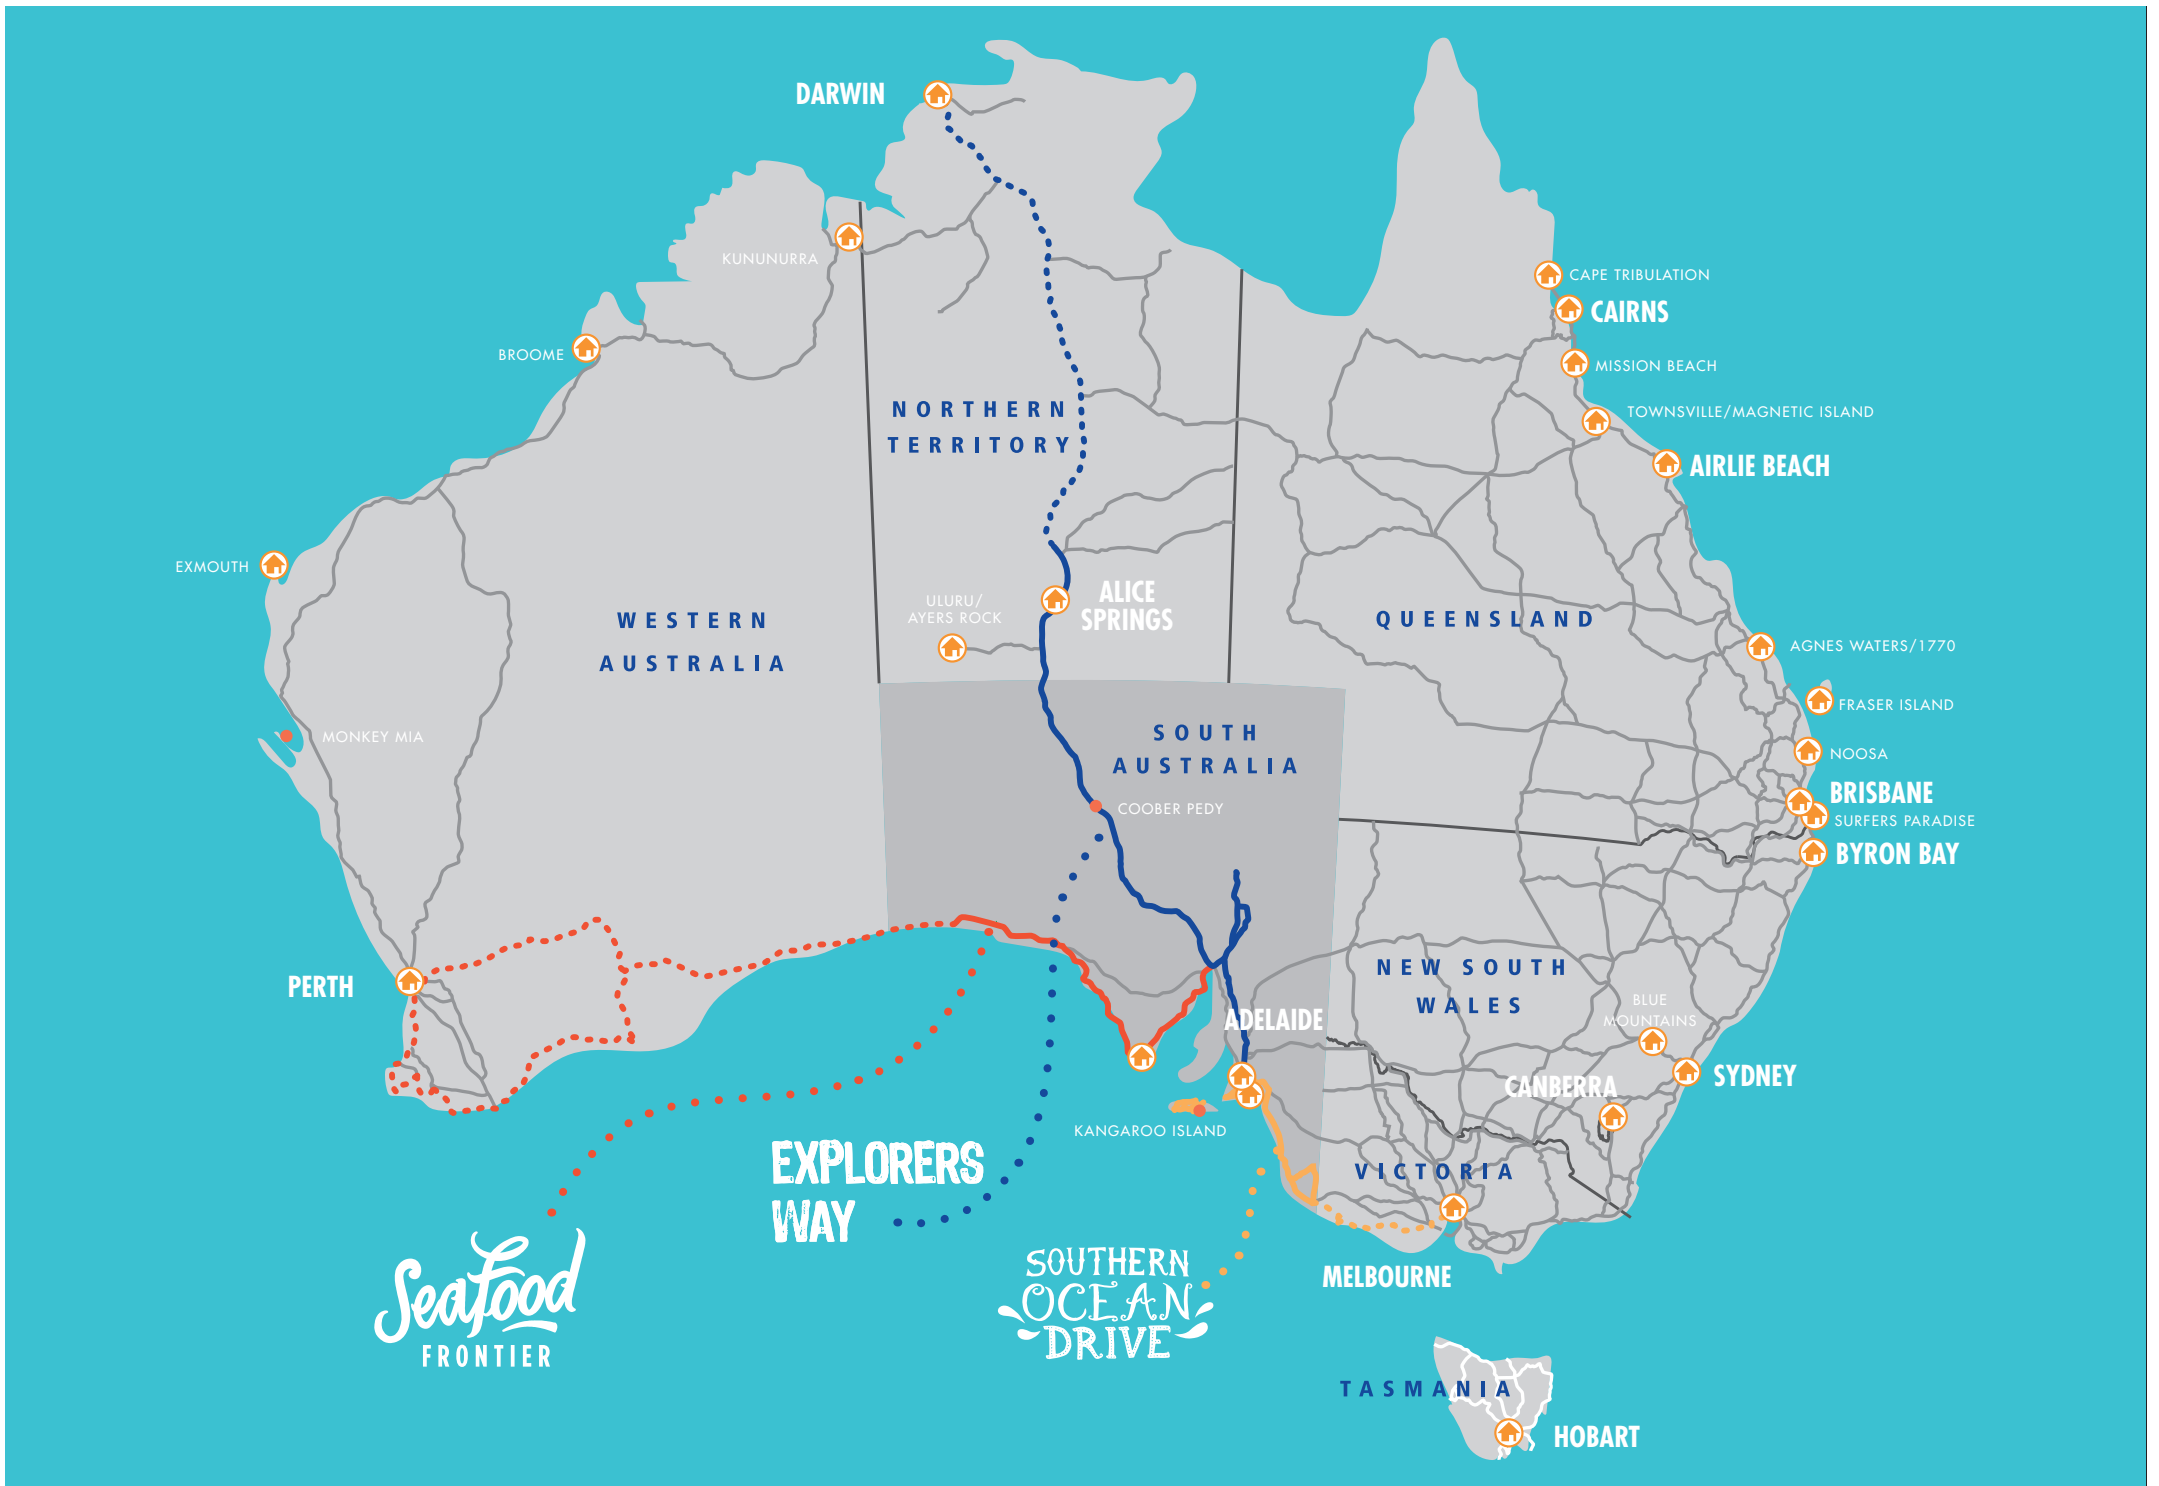 DARWIN
KUNUNURRA
BROOME
CAPE TRIBULATION
CAIRNS
MISSION BEACH
TOWNSVILLE/MAGNETIC ISLAND
AIRLIE BEACH
NORTHERN
TERRITORY
EXMOUTH
WESTERN
AUSTRALIA
ULURU/
AYERS ROCK
ALICE
SPRINGS
QUEENSLAND
AGNES WATERS/1770
FRASER ISLAND
NOOSA
BRISBANE
SURFERS PARADISE
BYRON BAY
MONKEY MIA
SOUTH
AUSTRALIA
COOBER PEDY
PERTH
NEW SOUTH
WALES
BLUE
MOUNTAINS
ADELAIDE
SYDNEY
CANBERRA
KANGAROO ISLAND
VICTORIA
EXPLORERS
WAY
Seafood
FRONTIER
SOUTHERN
OCEAN
DRIVE
MELBOURNE
TASMANIA
HOBART